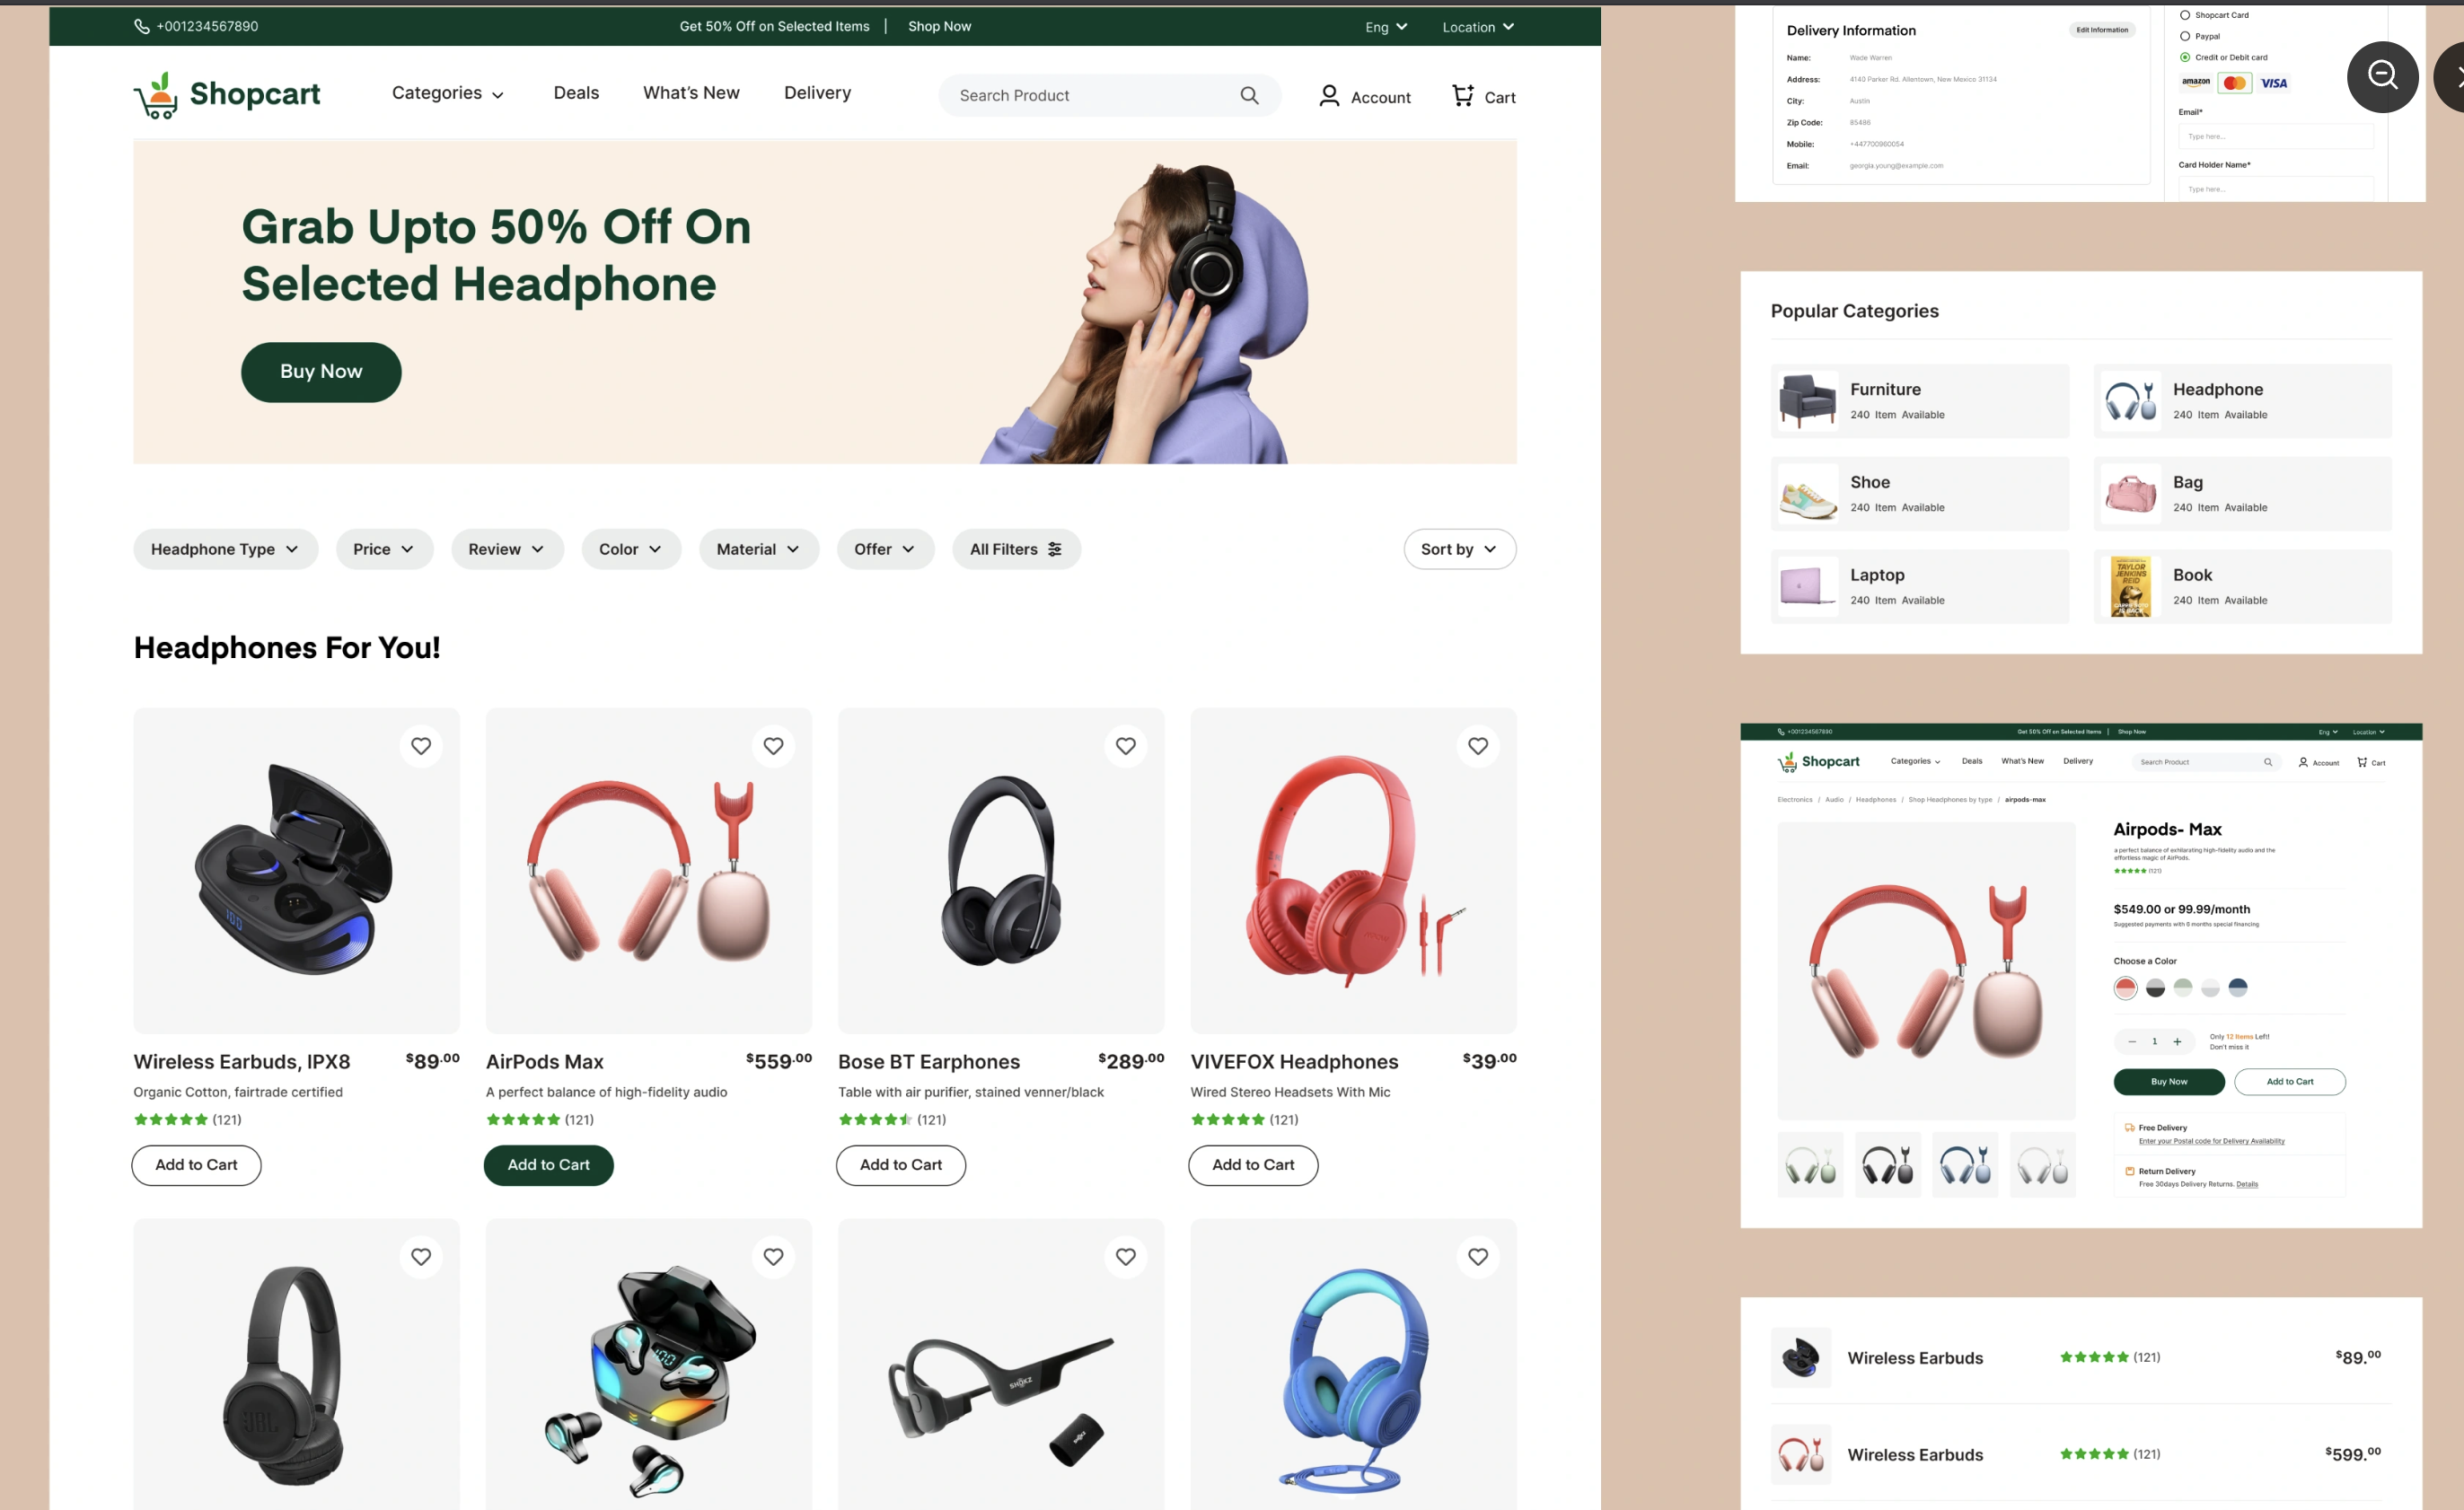 +001234567890
Get 50% Off on Selected Items | Shop Now
Eng
Location
Shopcart
Categories
Deals
What's New
Delivery
Search Product
Account
Cart
Grab Upto 50% Off On
Selected Headphone
Buy Now
Headphone Type
Price
Review
Color
Material
Offer
All Filters
Sort by
Headphones For You!
Wireless Earbuds, IPX8 $89.00
Organic Cotton, fairtrade certified
(121)
Add to Cart
AirPods Max $559.00
A perfect balance of high-fidelity audio
(121)
Add to Cart
Bose BT Earphones $289.00
Table with air purifier, stained venner/black
(121)
Add to Cart
VIVEFOX Headphones $39.00
Wired Stereo Headsets With Mic
(121)
Add to Cart
JBL
SHOKZ
Delivery Information
Edit Information
Name: Wade Warren
Address: 4140 Parker Rd. Allentown, New Mexico 31134
City: Austin
Zip Code: 85486
Mobile: +447700960054
Email: georgia.young@example.com
Shopcart Card
Paypal
Credit or Debit card
amazon
VISA
Email*
Type here...
Card Holder Name*
Type here...
Popular Categories
Furniture
240 Item Available
Headphone
240 Item Available
Shoe
240 Item Available
Bag
240 Item Available
Laptop
240 Item Available
TAYLOR
JENKINS
REID
Book
240 Item Available
+001234567890
Get 50% Off on Selected Items | Shop Now
Eng
Location
Shopcart
Categories
Deals
What's New
Delivery
Search Product
Account
Cart
Electronics / Audio / Headphones / Shop Headphones by type / airpods-max
Airpods- Max
a perfect balance of exhilarating high-fidelity audio and the
effortless magic of AirPods.
(121)
$549.00 or 99.99/month
Suggested payments with 6 months special financing
Choose a Color
− 1 +
Only 12 Items Left!
Don't miss it
Buy Now
Add to Cart
Free Delivery
Enter your Postal code for Delivery Availability
Return Delivery
Free 30days Delivery Returns. Details
Wireless Earbuds (121) $89.00
Wireless Earbuds (121) $599.00